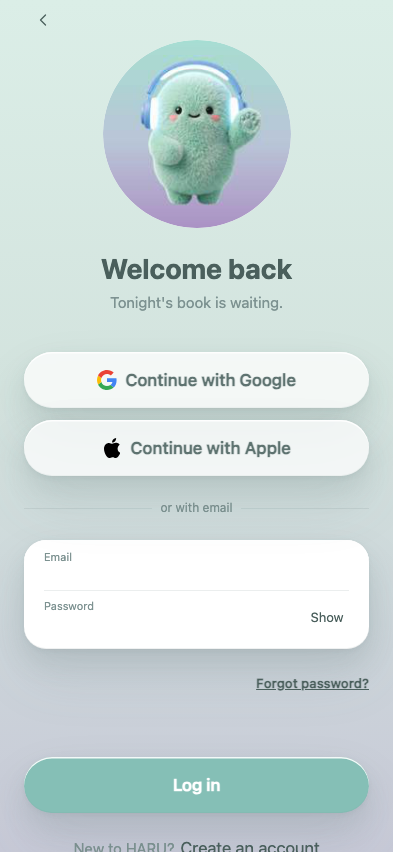 Welcome back
Tonight's book is waiting.
Continue with Google
Continue with Apple
or with email
Email
Password
Show
Forgot password?
Log in
New to HARU? Create an account